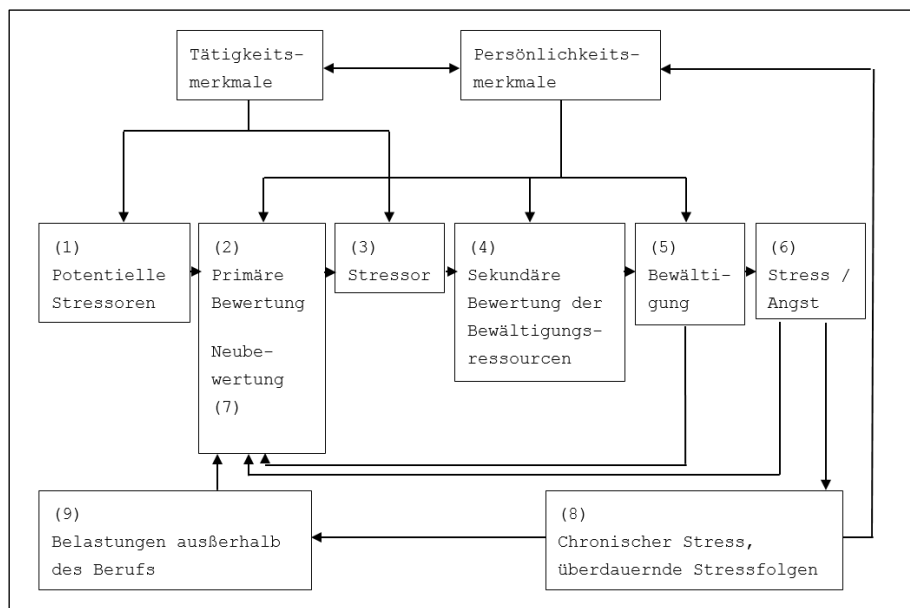 Tätigkeits-
merkmale
Persönlichkeits-
merkmale
(1)
Potentielle
Stressoren
(2)
Primäre
Bewertung
Neube-
wertung
(7)
(3)
Stressor
(4)
Sekundäre
Bewertung der
Bewältigungs-
ressourcen
(5)
Bewälti-
gung
(6)
Stress /
Angst
(9)
Belastungen außerhalb
des Berufs
(8)
Chronischer Stress,
überdauernde Stressfolgen